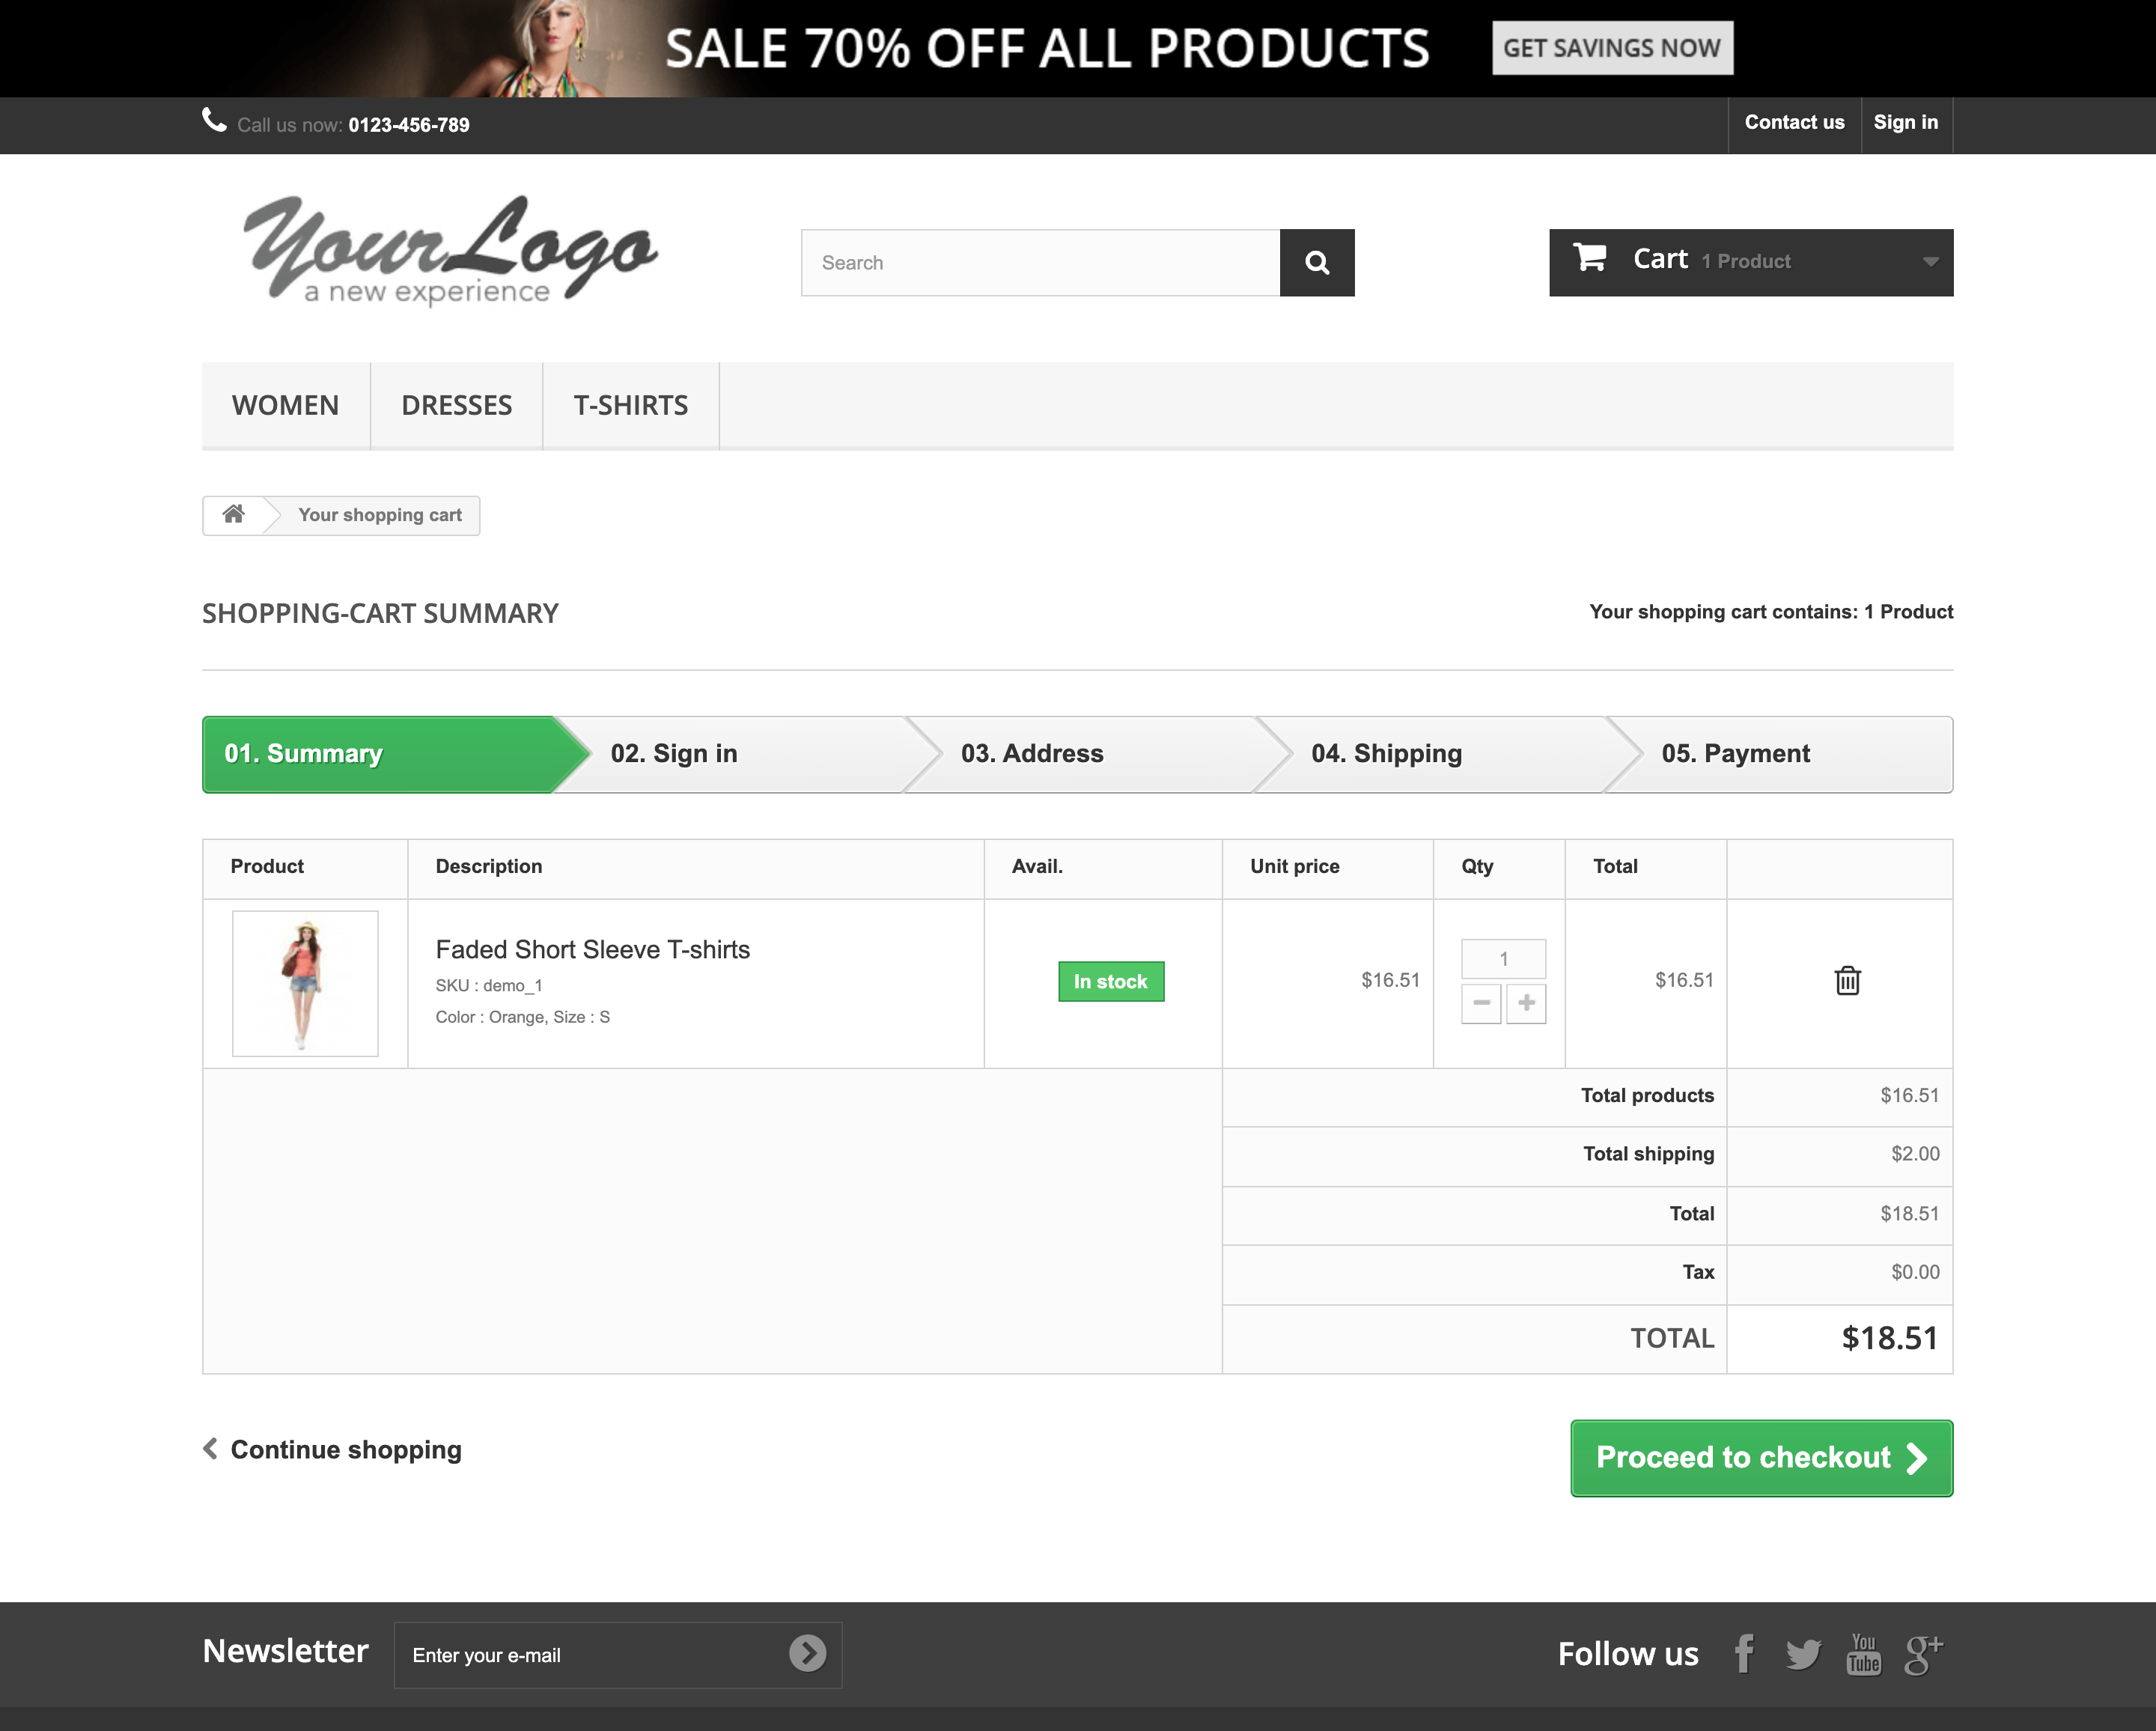 SALE 70% OFF ALL PRODUCTS GET SAVINGS NOW
Call us now: 0123-456-789 Contact us Sign in
Your Logo
a new experience
Search
Cart 1 Product
WOMEN DRESSES T-SHIRTS
Your shopping cart
SHOPPING-CART SUMMARY Your shopping cart contains: 1 Product
01. Summary 02. Sign in 03. Address 04. Shipping 05. Payment
Product Description Avail. Unit price Qty Total
Faded Short Sleeve T-shirts
SKU : demo_1
Color : Orange, Size : S
In stock
$16.51
1
$16.51
Total products $16.51
Total shipping $2.00
Total $18.51
Tax $0.00
TOTAL $18.51
Continue shopping Proceed to checkout
Newsletter Enter your e-mail Follow us You Tube g+